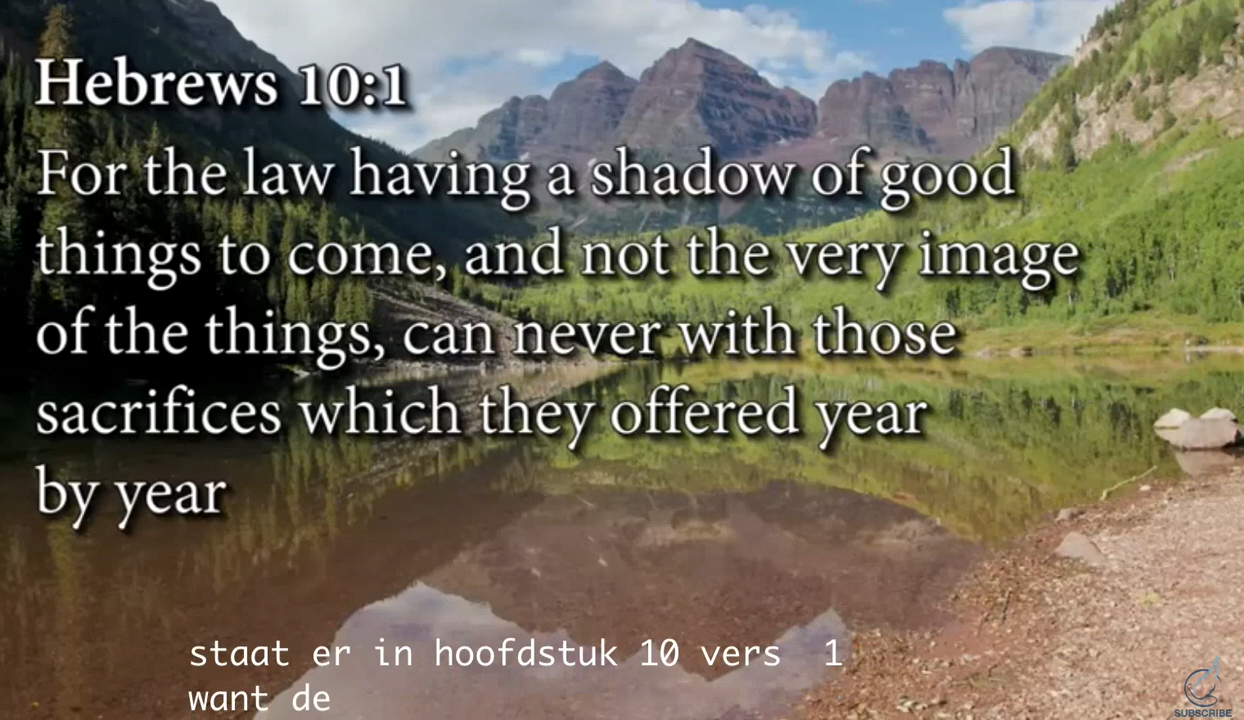 Hebrews 10:1
For the law having a shadow of good
things to come, and not the very image
of the things, can never with those
sacrifices which they offered year
by year
staat er in hoofdstuk 10 vers  1
want de
SUBSCRIBE